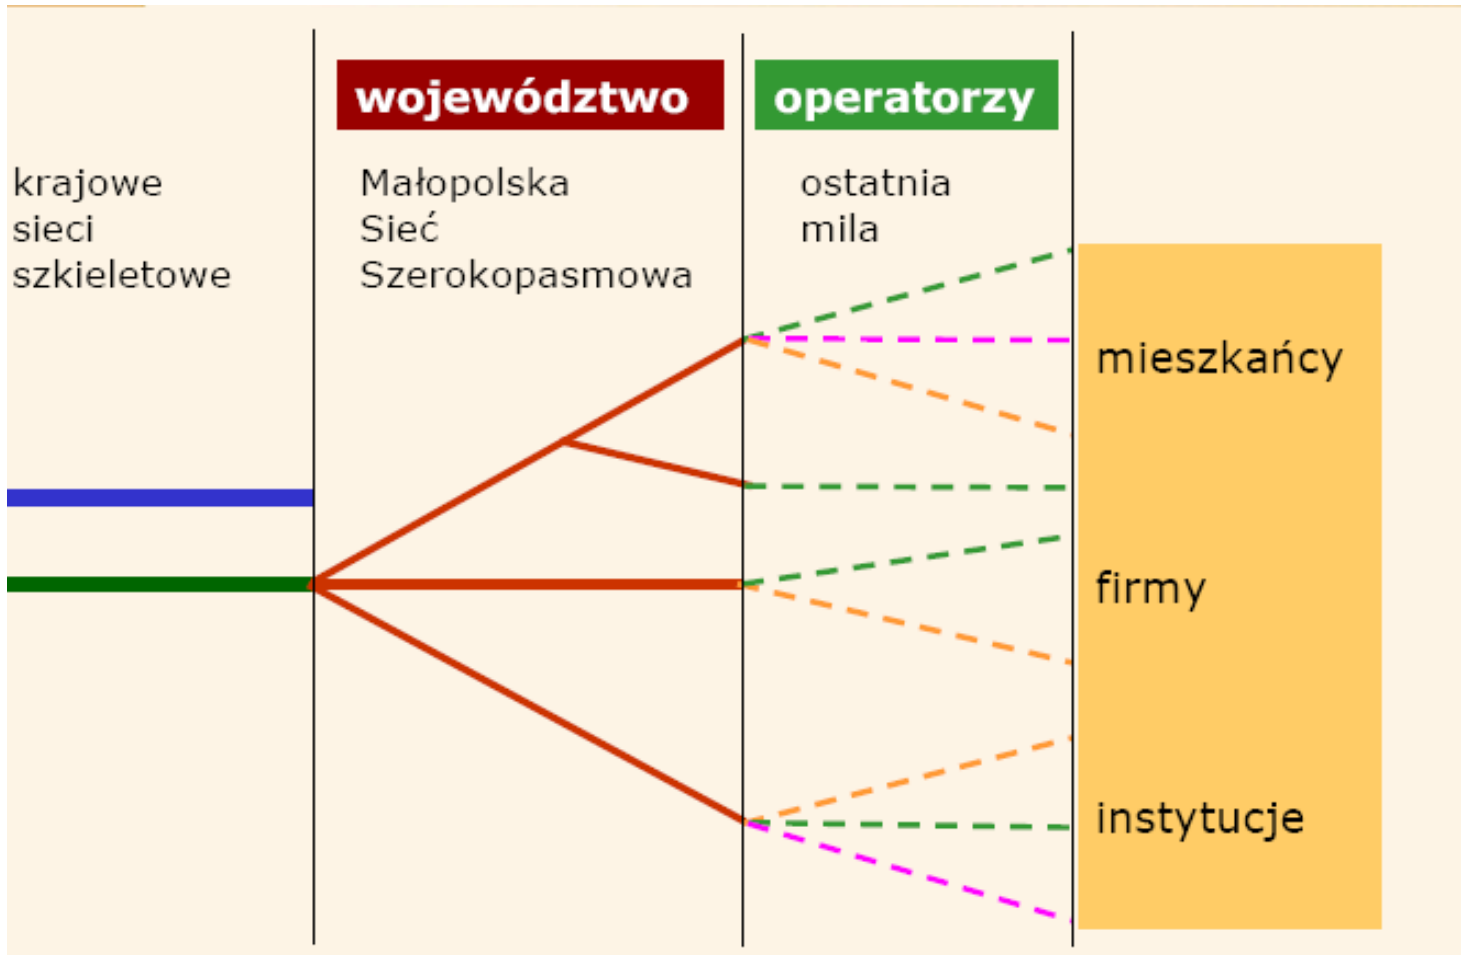 województwo
operatorzy
krajowe
sieci
szkieletowe
Małopolska
Sieć
Szerokopasmowa
ostatnia
mila
mieszkańcy
firmy
instytucje